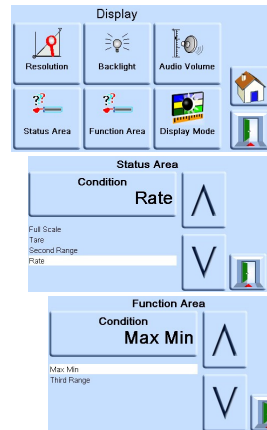 Display
Resolution
Backlight
Audio Volume
??
Status Area
??
Function Area
Display Mode
Status Area
Condition
Rate
Full Scale
Tare
Second Range
Rate
Function Area
Condition
Max Min
Max Min
Third Range